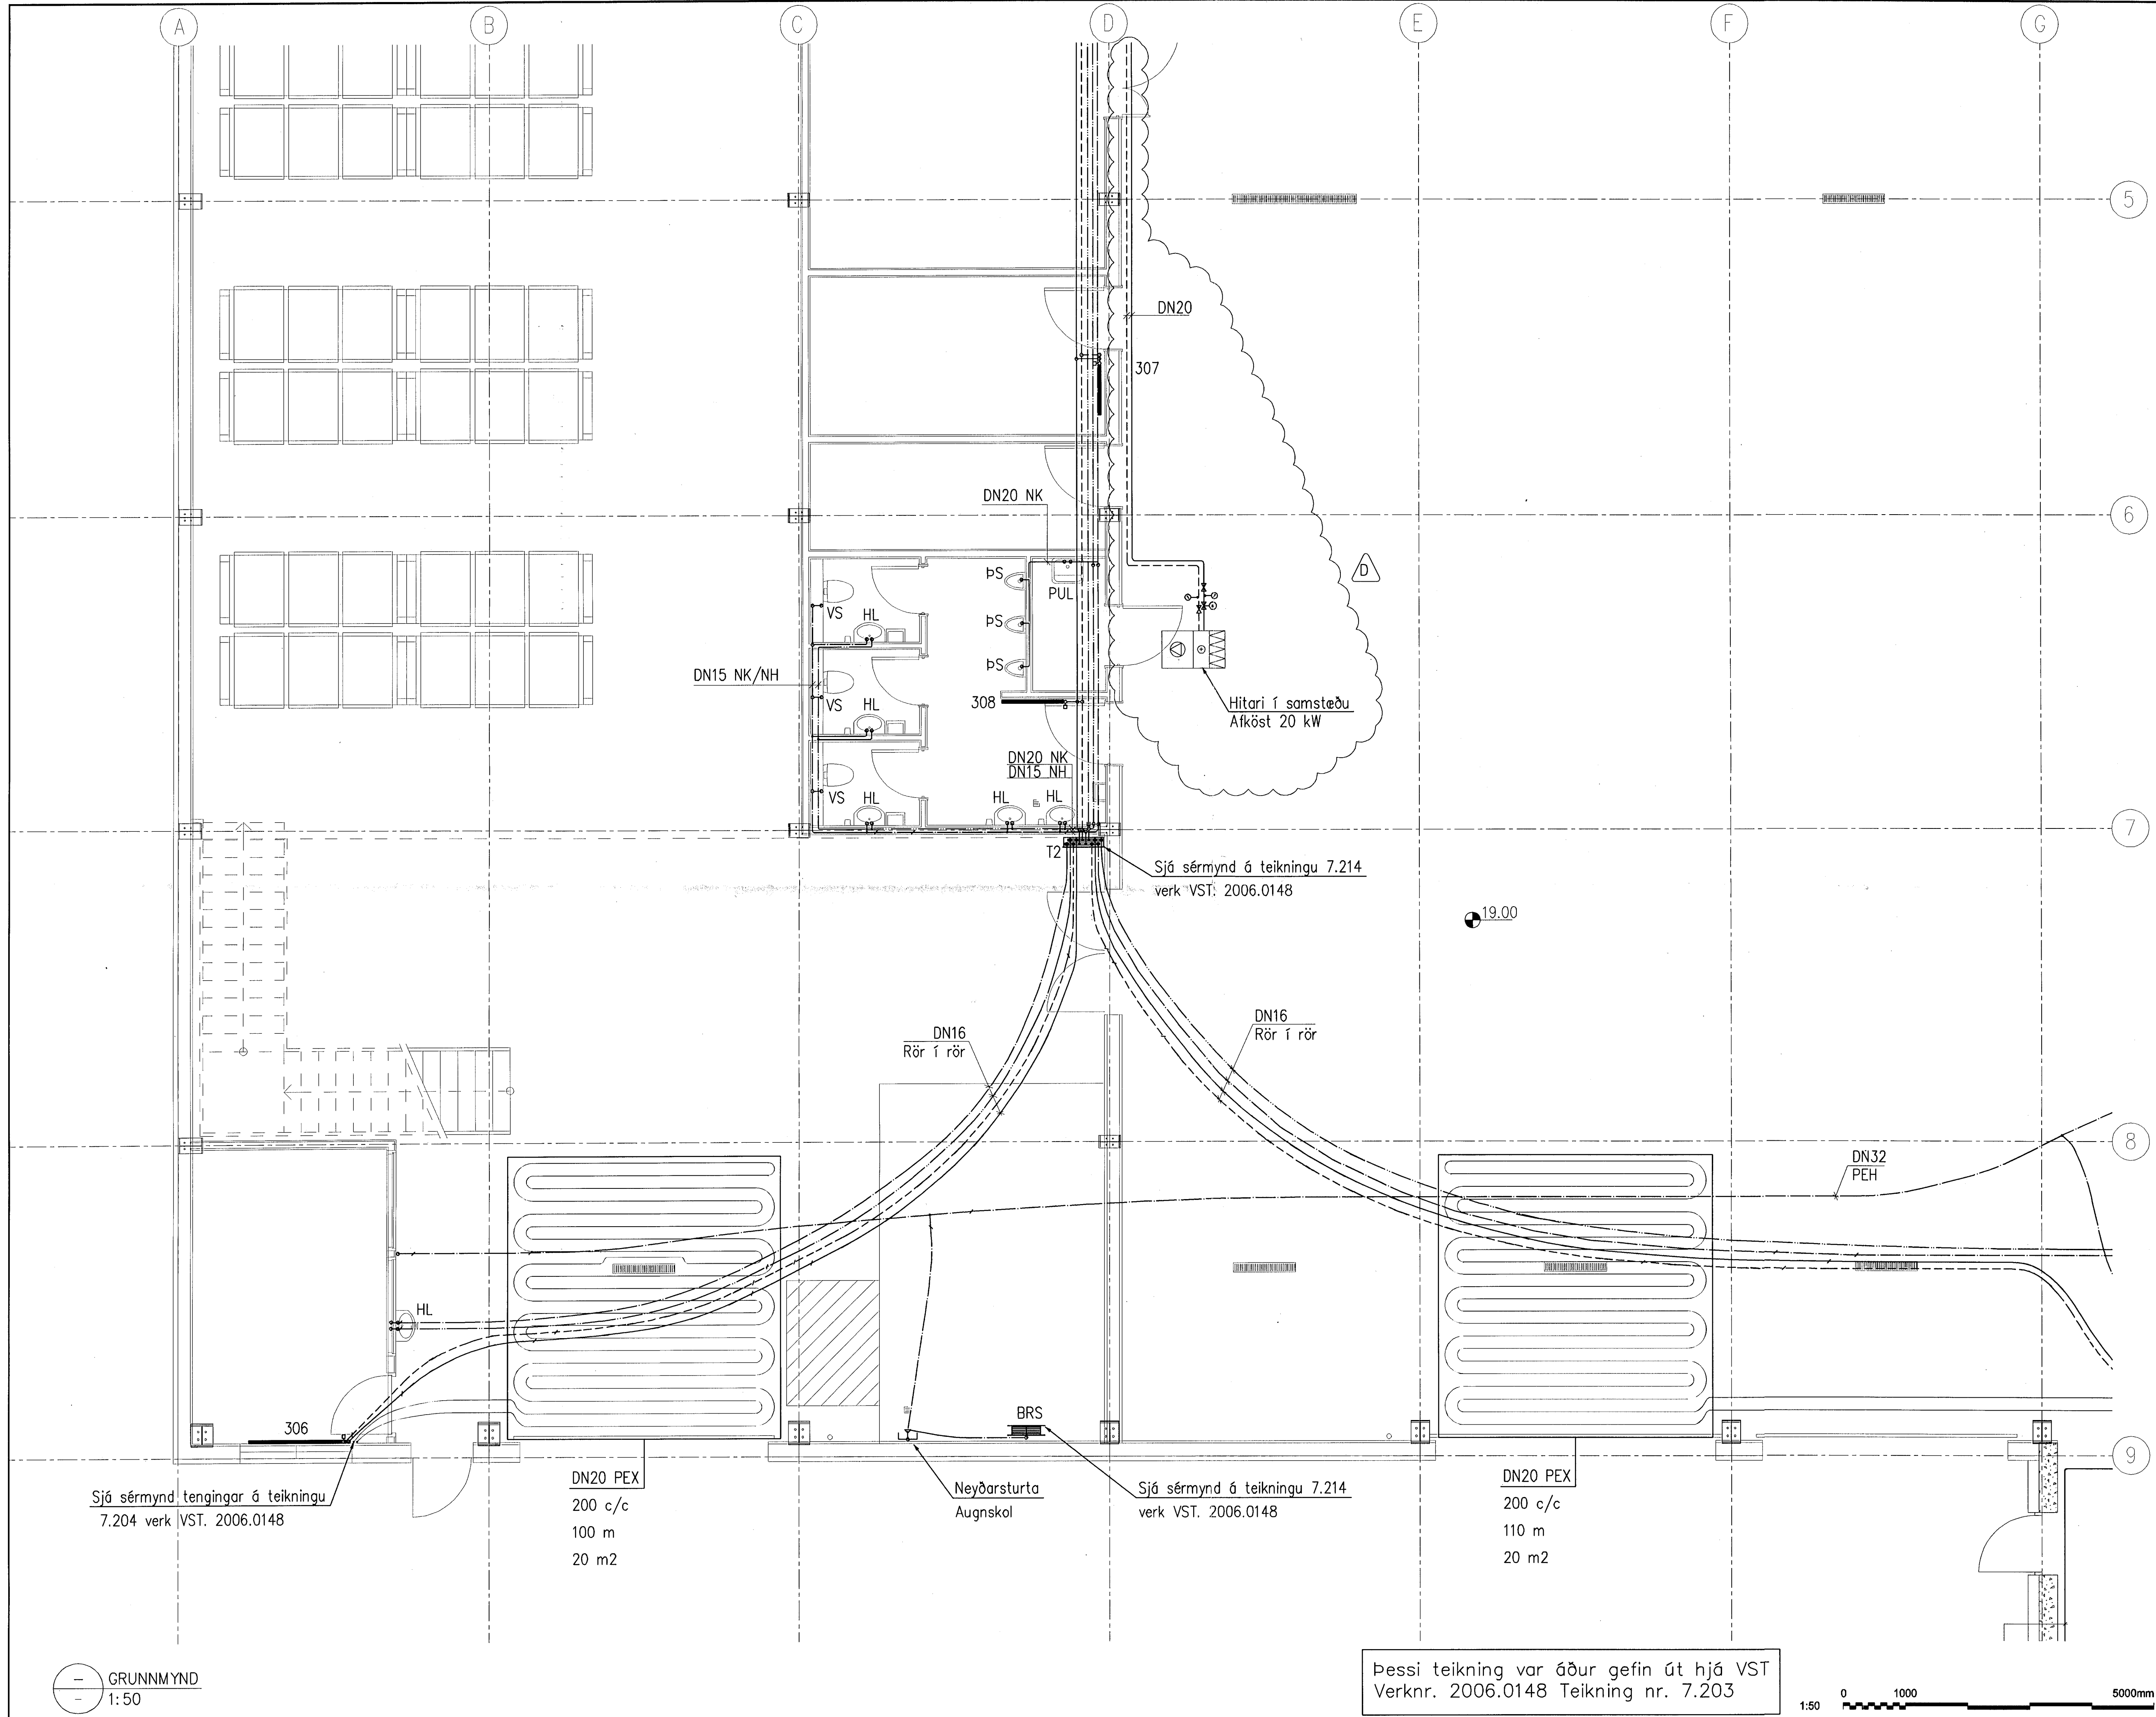 A
B
C
D
E
F
G
5
DN20
307
DN20 NK
6
ÞS
PUL
D
VS
HL
ÞS
ÞS
DN15 NK/NH
308
VS
HL
Hitari í samstæðu
Afköst 20 kW
DN20 NK
DN15 NH
VS
HL
HL
HL
7
T2
Sjá sérmynd á teikningu 7.214
verk VST: 2006.0148
19.00
DN16
Rör í rör
DN16
Rör í rör
8
DN32
PEH
HL
306
BRS
9
Sjá sérmynd tengingar á teikningu
7.204 verk VST. 2006.0148
DN20 PEX
200 c/c
100 m
20 m2
Neyðarsturta
Augnskol
Sjá sérmynd á teikningu 7.214
verk VST. 2006.0148
DN20 PEX
200 c/c
110 m
20 m2
GRUNNMYND
1:50
Þessi teikning var áður gefin út hjá VST
Verknr. 2006.0148 Teikning nr. 7.203
1:50
0 1000 5000mm